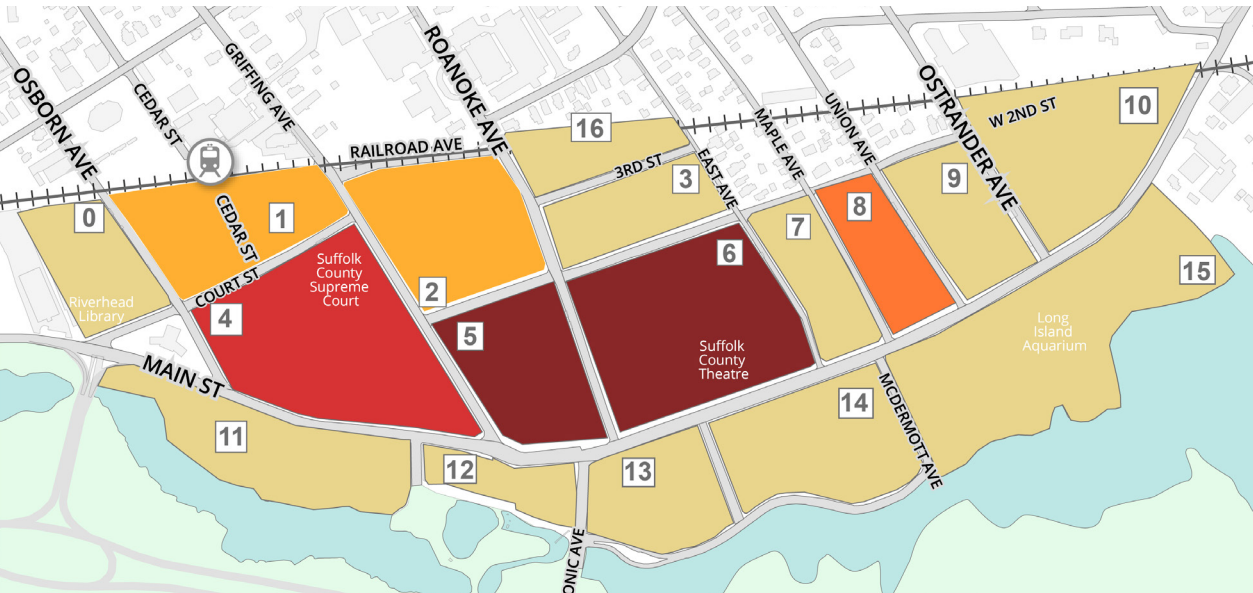 OSBORN AVE
CEDAR ST
GRIFFING AVE
ROANOKE AVE
RAILROAD AVE
16
3RD ST
3
EAST AVE
MAPLE AVE
UNION AVE
OSTRANDER AVE
W 2ND ST
10
0
1
CEDAR ST
COURT ST
2
4
5
6
7
8
9
15
Riverhead
Library
Suffolk
County
Supreme
Court
Suffolk
County
Theatre
Long
Island
Aquarium
MAIN ST
11
12
13
14
MCDERMOTT AVE
ONIC AVE